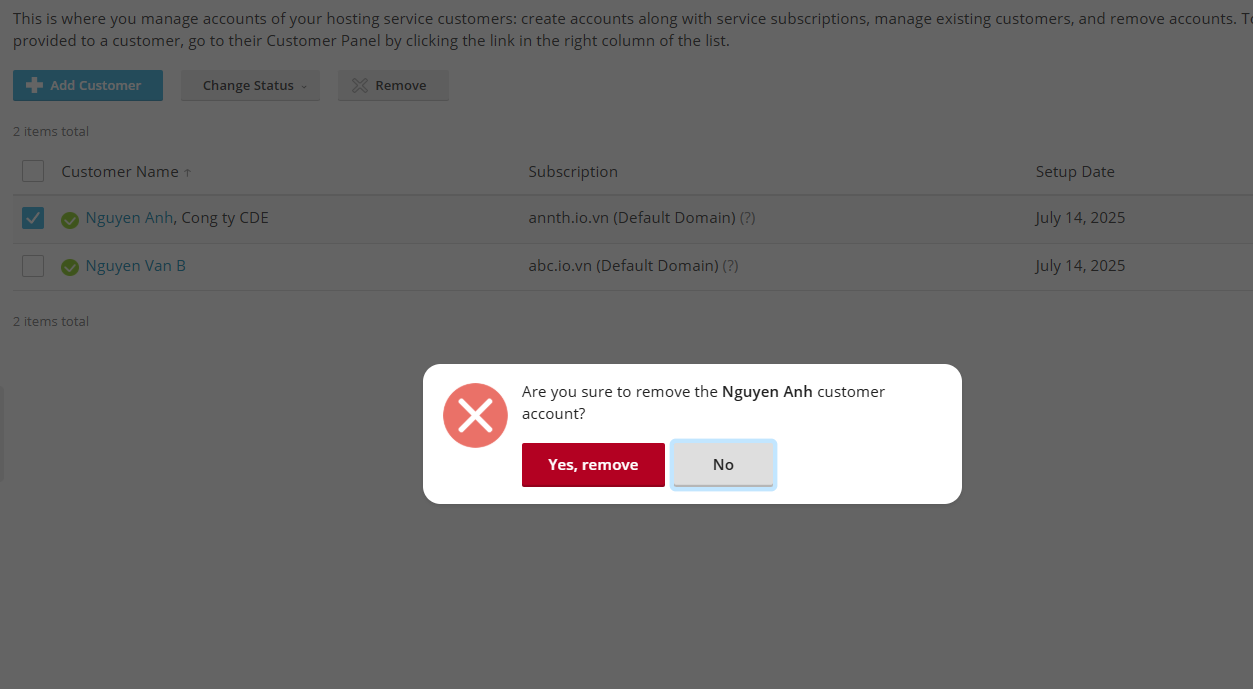 This is where you manage accounts of your hosting service customers: create accounts along with service subscriptions, manage existing customers, and remove accounts.
provided to a customer, go to their Customer Panel by clicking the link in the right column of the list.
Add Customer Change Status Remove
2 items total
Customer Name ↑ Subscription Setup Date
Nguyen Anh, Cong ty CDE annth.io.vn (Default Domain) (?) July 14, 2025
Nguyen Van B abc.io.vn (Default Domain) (?) July 14, 2025
2 items total
Are you sure to remove the Nguyen Anh customer
account?
Yes, remove No